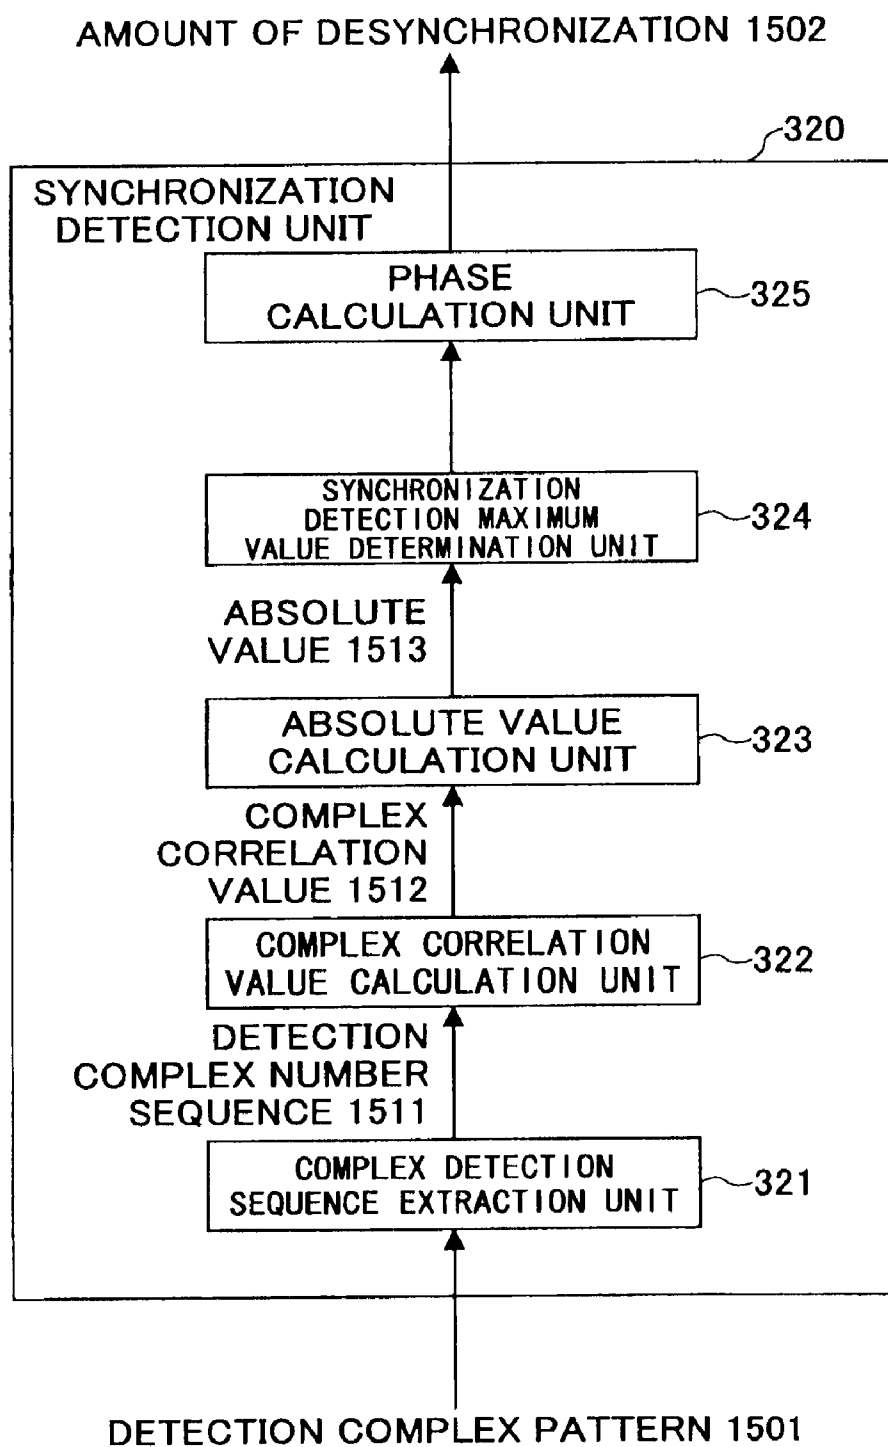 AMOUNT OF DESYNCHRONIZATION 1502
320
SYNCHRONIZATION
DETECTION UNIT
PHASE
CALCULATION UNIT
325
SYNCHRONIZATION
DETECTION MAXIMUM
VALUE DETERMINATION UNIT
324
ABSOLUTE
VALUE 1513
ABSOLUTE VALUE
CALCULATION UNIT
323
COMPLEX
CORRELATION
VALUE 1512
COMPLEX CORRELATION
VALUE CALCULATION UNIT
322
DETECTION
COMPLEX NUMBER
SEQUENCE 1511
COMPLEX DETECTION
SEQUENCE EXTRACTION UNIT
321
DETECTION COMPLEX PATTERN 1501